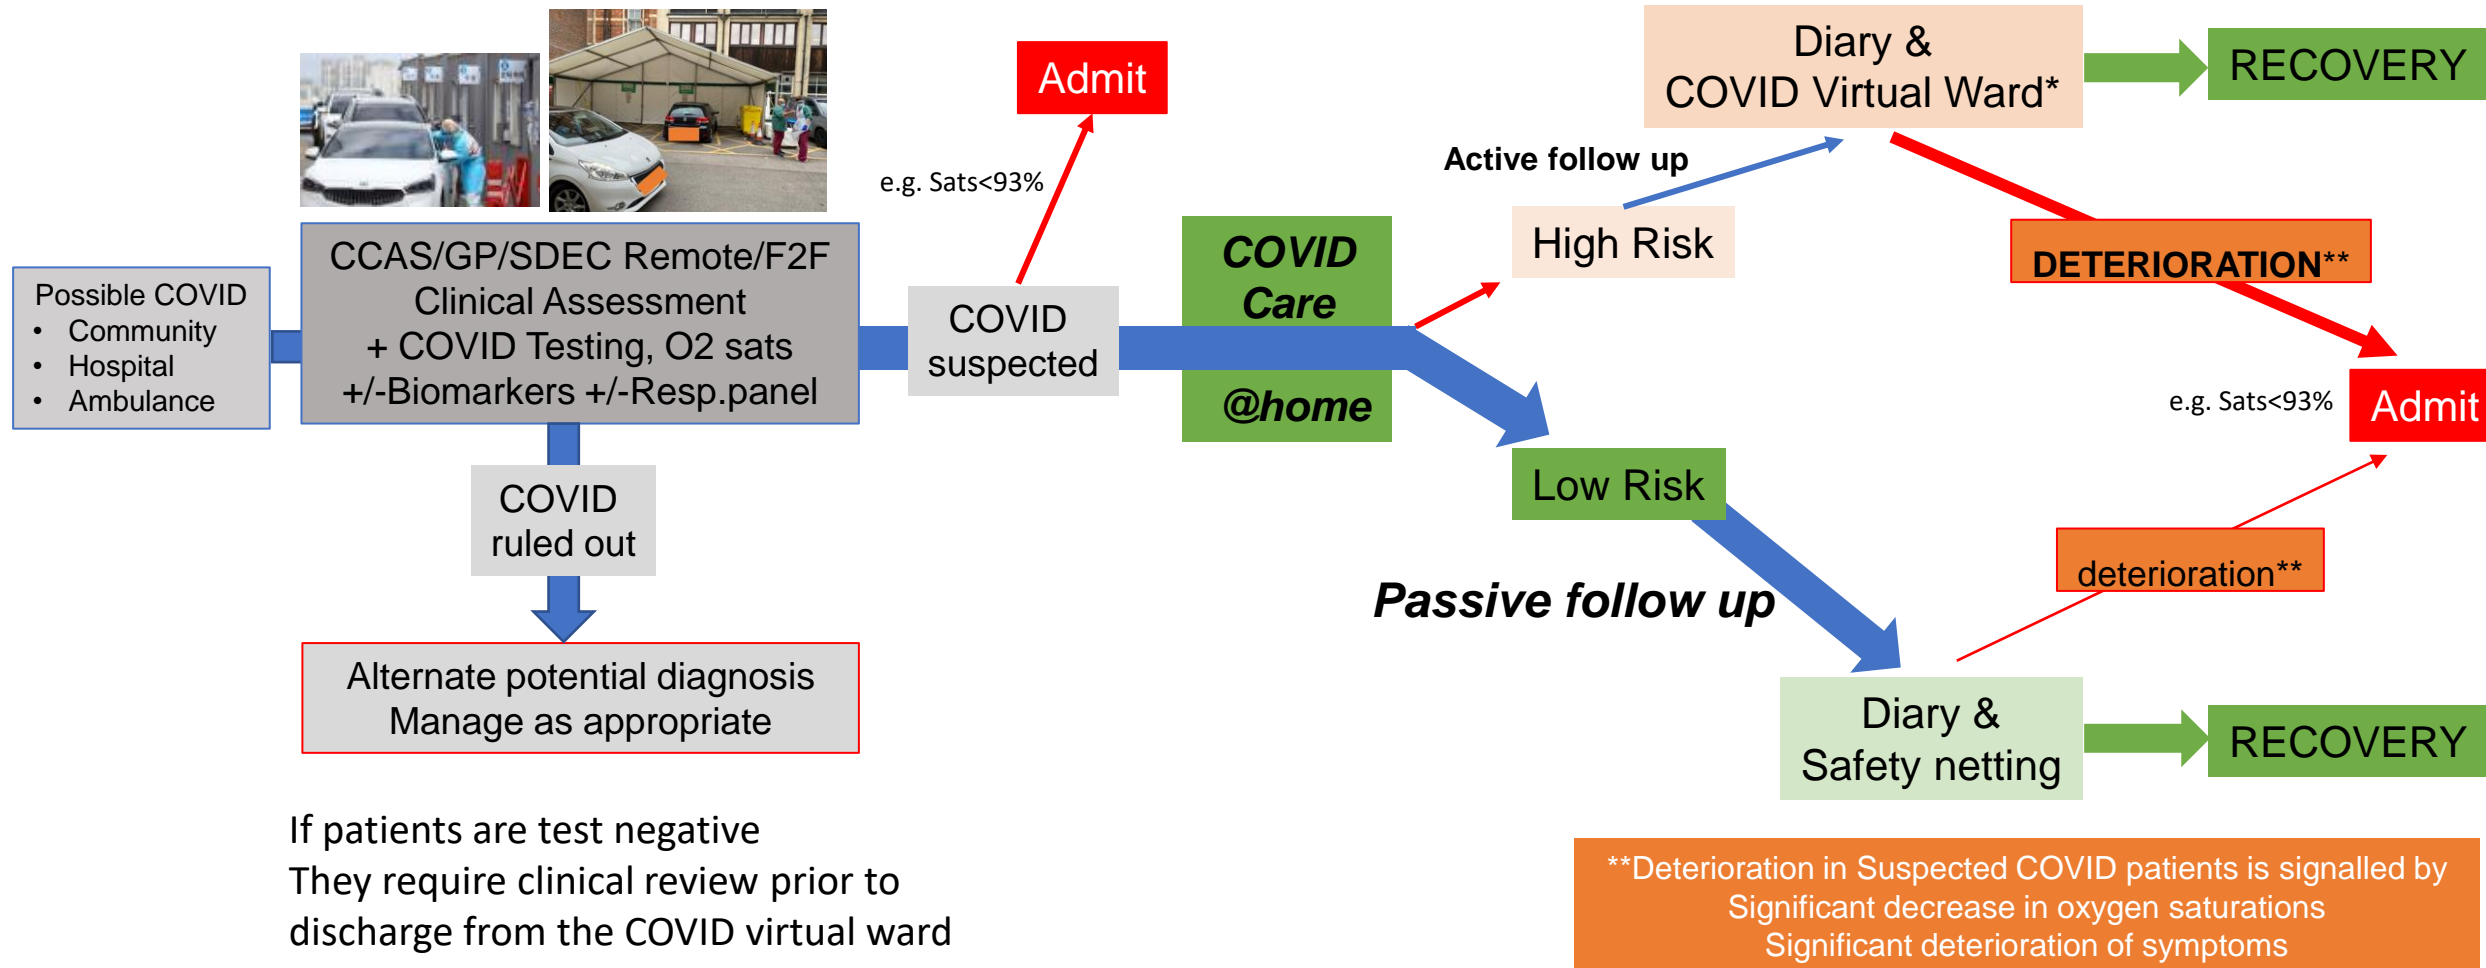 Possible COVID
• Community
• Hospital
• Ambulance
CCAS/GP/SDEC Remote/F2F
Clinical Assessment
+ COVID Testing, O2 sats
+/-Biomarkers +/-Resp.panel
COVID
ruled out
Alternate potential diagnosis
Manage as appropriate
If patients are test negative
They require clinical review prior to
discharge from the COVID virtual ward
COVID
suspected
e.g. Sats<93%
Admit
COVID
Care
@home
High Risk
Active follow up
Diary &
COVID Virtual Ward*
RECOVERY
DETERIORATION**
e.g. Sats<93%
Admit
Low Risk
Passive follow up
Diary &
Safety netting
deterioration**
RECOVERY
**Deterioration in Suspected COVID patients is signalled by
Significant decrease in oxygen saturations
Significant deterioration of symptoms